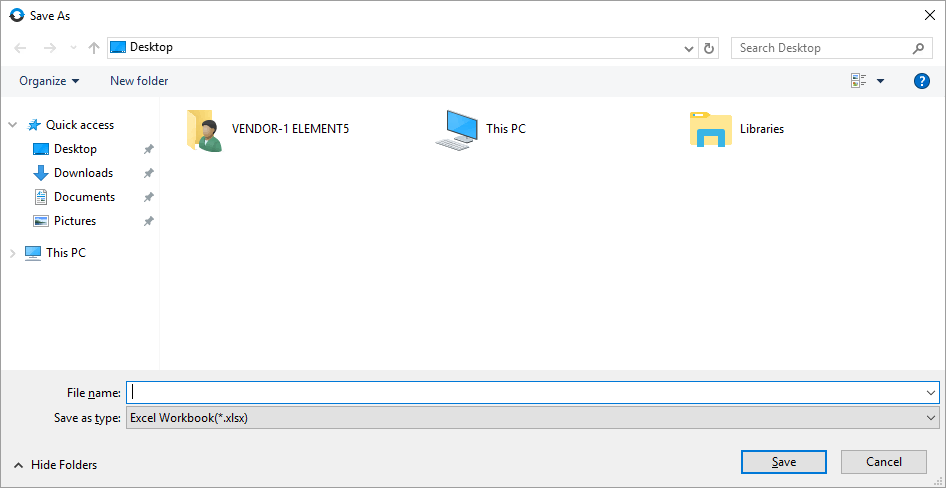 Save As
Desktop
Search Desktop
Organize
New folder
?
Quick access
Desktop
Downloads
Documents
Pictures
This PC
VENDOR-1 ELEMENT5
This PC
Libraries
File name:
Save as type: Excel Workbook(*.xlsx)
Hide Folders
Save
Cancel